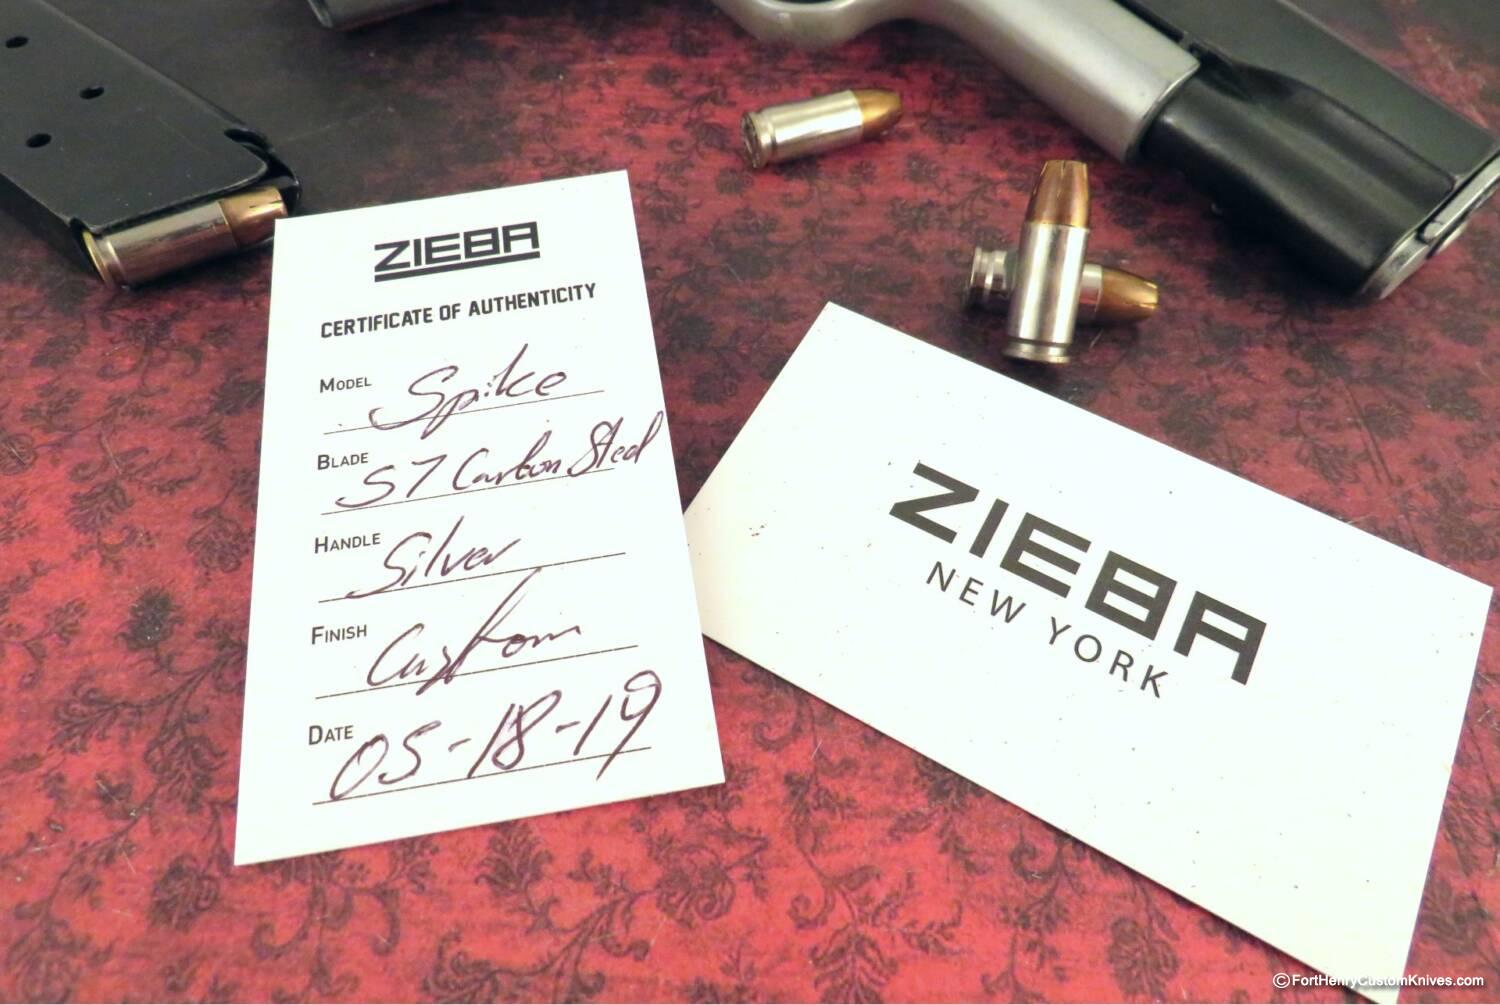 ZIEBA
CERTIFICATE OF AUTHENTICITY
MODEL Spike
BLADE S7 Carbon Steel
HANDLE Silver
FINISH Custom
DATE 05-18-19
ZIEBA
NEW YORK
©FortHenryCustomKnives.com